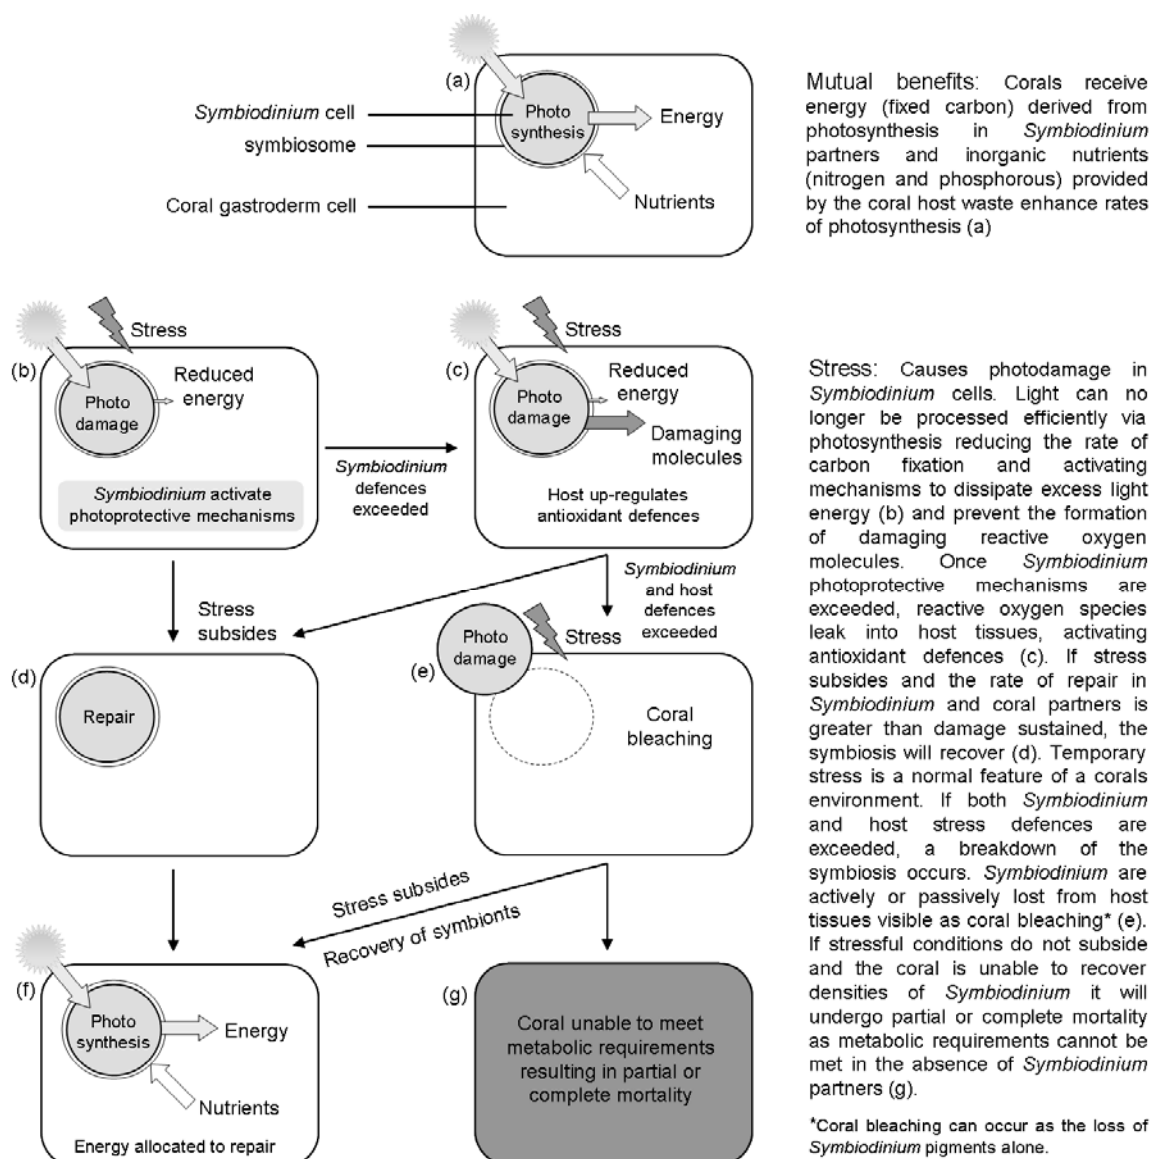 (a)
Symbiodinium cell
symbiosome
Coral gastroderm cell
Photo
synthesis
Energy
Nutrients
Mutual benefits: Corals receive
energy (fixed carbon) derived from
photosynthesis in Symbiodinium
partners and inorganic nutrients
(nitrogen and phosphorous) provided
by the coral host waste enhance rates
of photosynthesis (a)
(b)
Stress
Photo
damage
Reduced
energy
Symbiodinium activate
photoprotective mechanisms
Symbiodinium
defences
exceeded
(c)
Stress
Photo
damage
Reduced
energy
Damaging
molecules
Host up-regulates
antioxidant defences
Stress
subsides
Symbiodinium
and host
defences
exceeded
(d)
Repair
(e)
Photo
damage
Stress
Coral
bleaching
Stress subsides
Recovery of symbionts
(f)
Photo
synthesis
Energy
Nutrients
Energy allocated to repair
(g)
Coral unable to meet
metabolic requirements
resulting in partial or
complete mortality
Stress: Causes photodamage in
Symbiodinium cells. Light can no
longer be processed efficiently via
photosynthesis reducing the rate of
carbon fixation and activating
mechanisms to dissipate excess light
energy (b) and prevent the formation
of damaging reactive oxygen
molecules. Once Symbiodinium
photoprotective mechanisms are
exceeded, reactive oxygen species
leak into host tissues, activating
antioxidant defences (c). If stress
subsides and the rate of repair in
Symbiodinium and coral partners is
greater than damage sustained, the
symbiosis will recover (d). Temporary
stress is a normal feature of a corals
environment. If both Symbiodinium
and host stress defences are
exceeded, a breakdown of the
symbiosis occurs. Symbiodinium are
actively or passively lost from host
tissues visible as coral bleaching* (e).
If stressful conditions do not subside
and the coral is unable to recover
densities of Symbiodinium it will
undergo partial or complete mortality
as metabolic requirements cannot be
met in the absence of Symbiodinium
partners (g).
*Coral bleaching can occur as the loss of
Symbiodinium pigments alone.